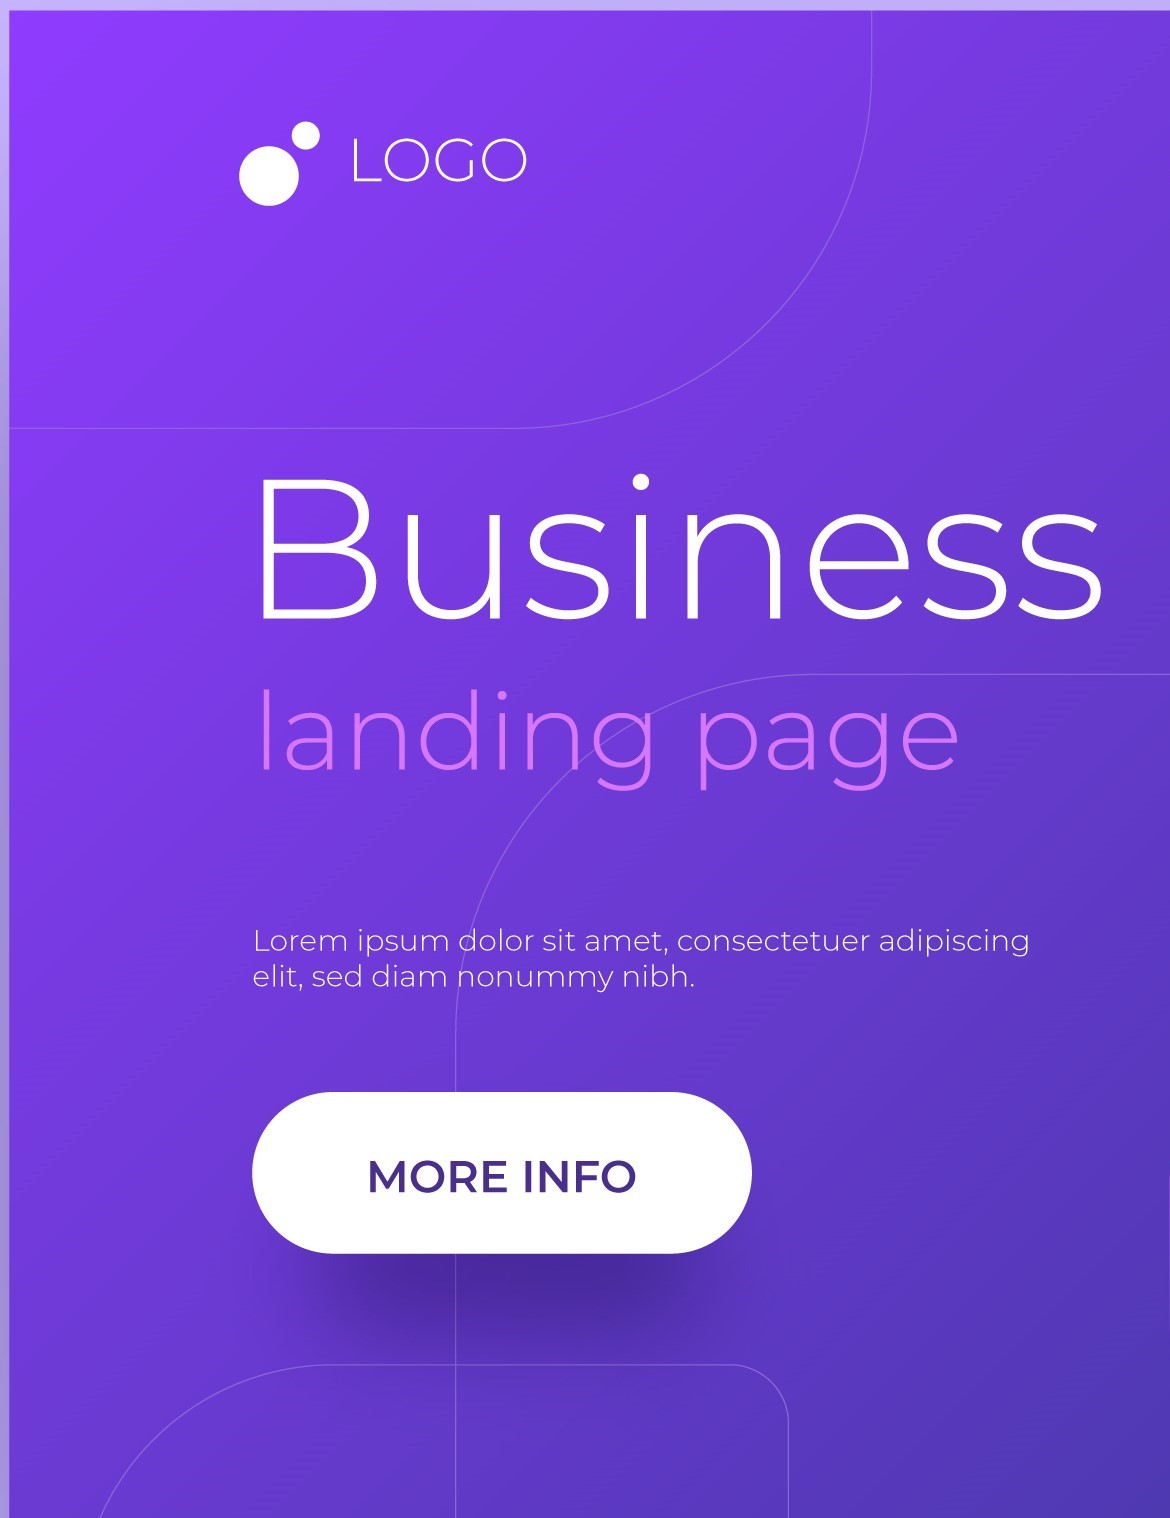 LOGO
Business
landing page
Lorem ipsum dolor sit amet, consectetuer adipiscing
elit, sed diam nonummy nibh.
MORE INFO